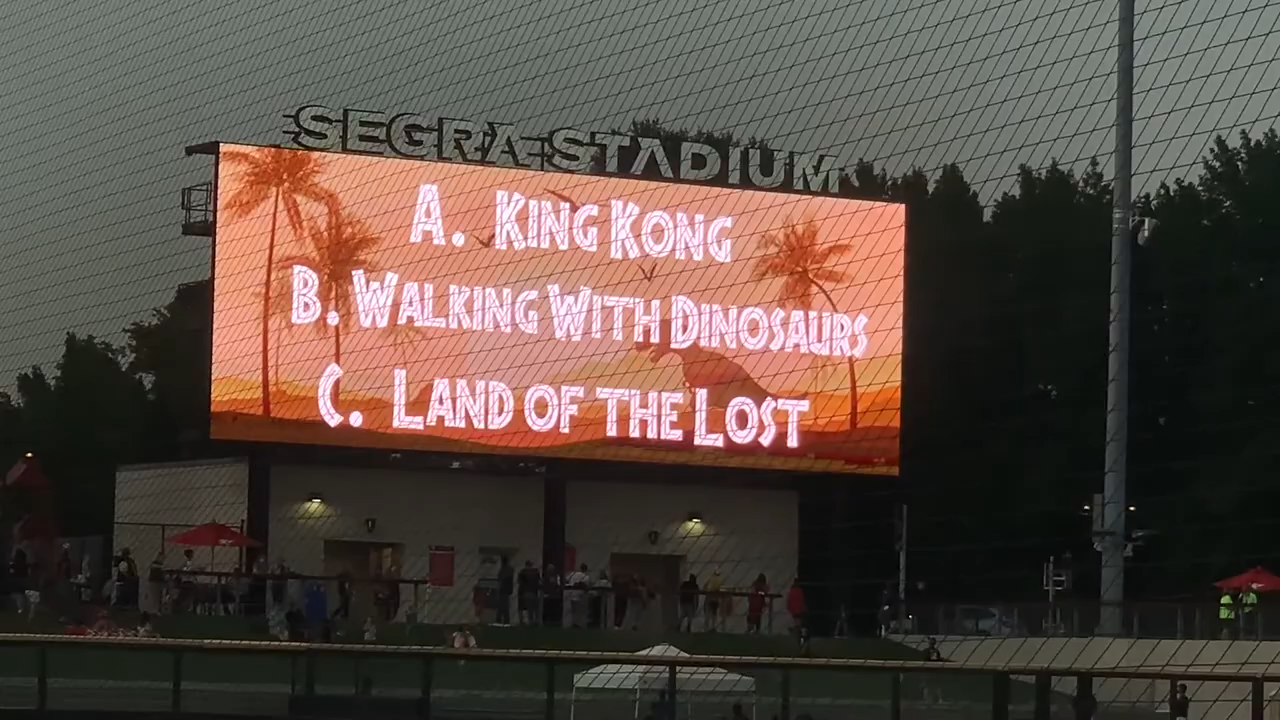 SEGRA STADIUM
A. KING KONG
B. WALKING WITH DINOSAURS
C. LAND OF THE LOST